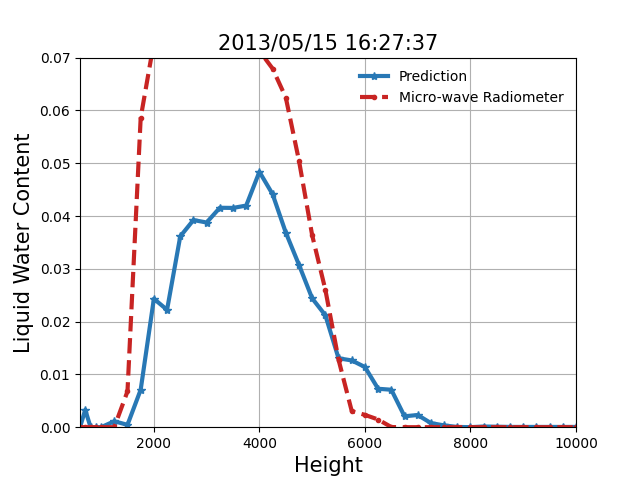 2013/05/15 16:27:37
Prediction
Micro-wave Radiometer
Liquid Water Content
0.07
0.06
0.05
0.04
0.03
0.02
0.01
0.00
2000 4000 6000 8000 10000
Height